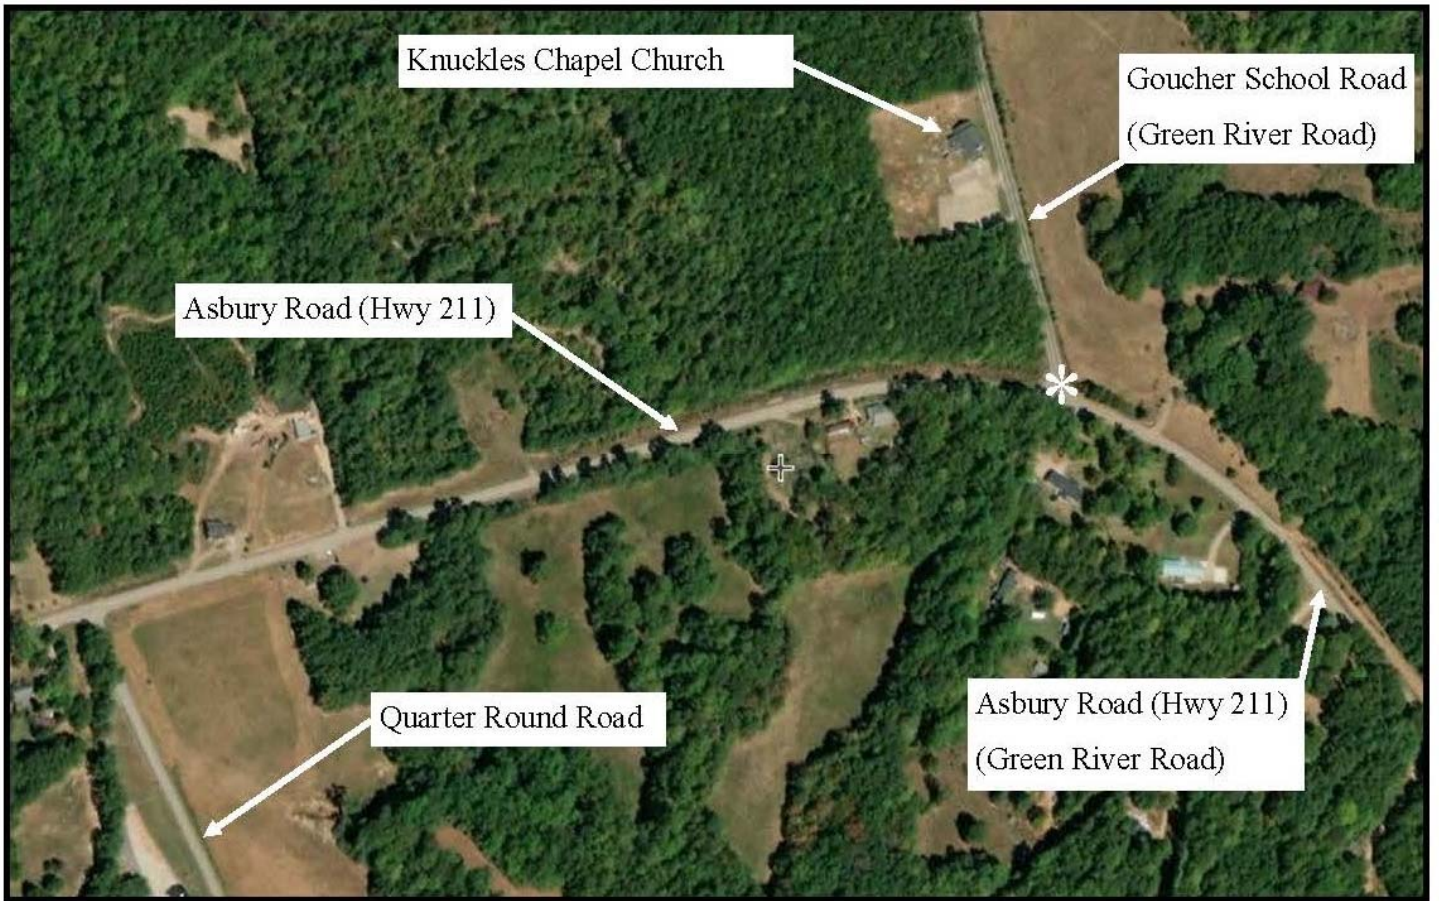 Knuckles Chapel Church
Goucher School Road
(Green River Road)
Asbury Road (Hwy 211)
Quarter Round Road
Asbury Road (Hwy 211)
(Green River Road)